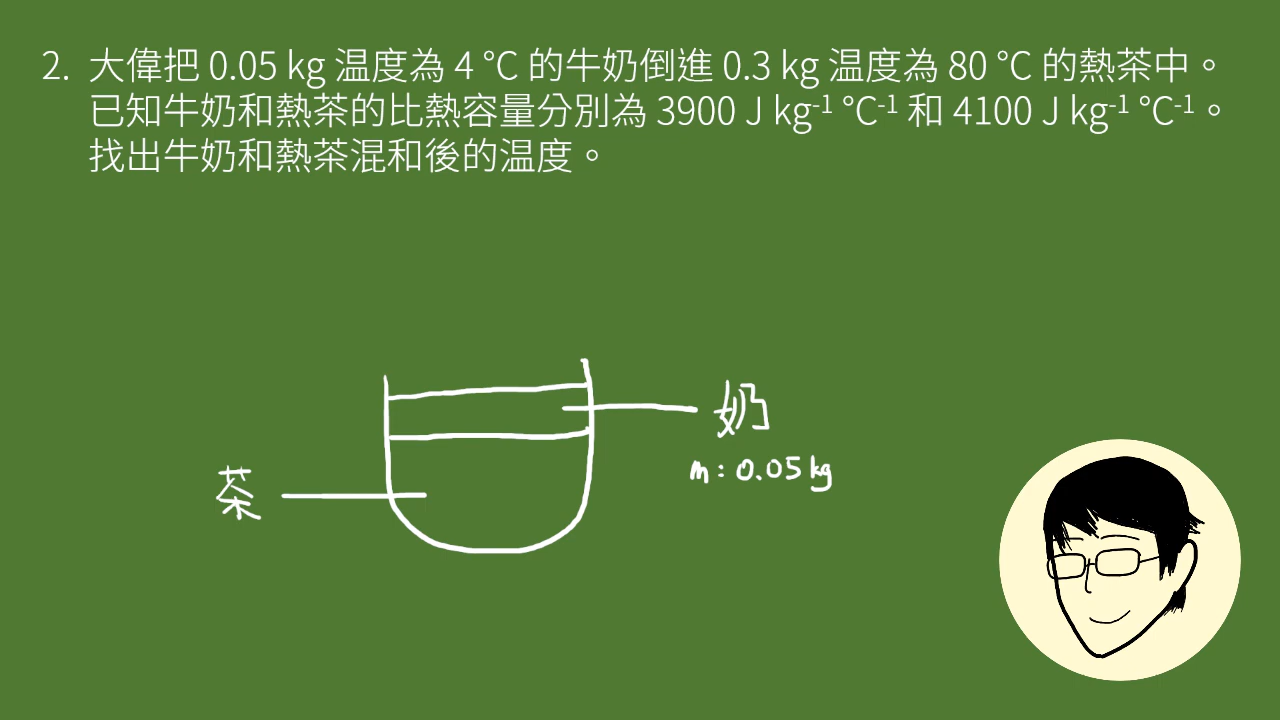 2. 大偉把 0.05 kg 温度為 4 °C 的牛奶倒進 0.3 kg 温度為 80 °C 的熱茶中。
已知牛奶和熱茶的比熱容量分別為 3900 J kg⁻¹ °C⁻¹ 和 4100 J kg⁻¹ °C⁻¹。
找出牛奶和熱茶混和後的温度。
奶
m : 0.05 kg
茶